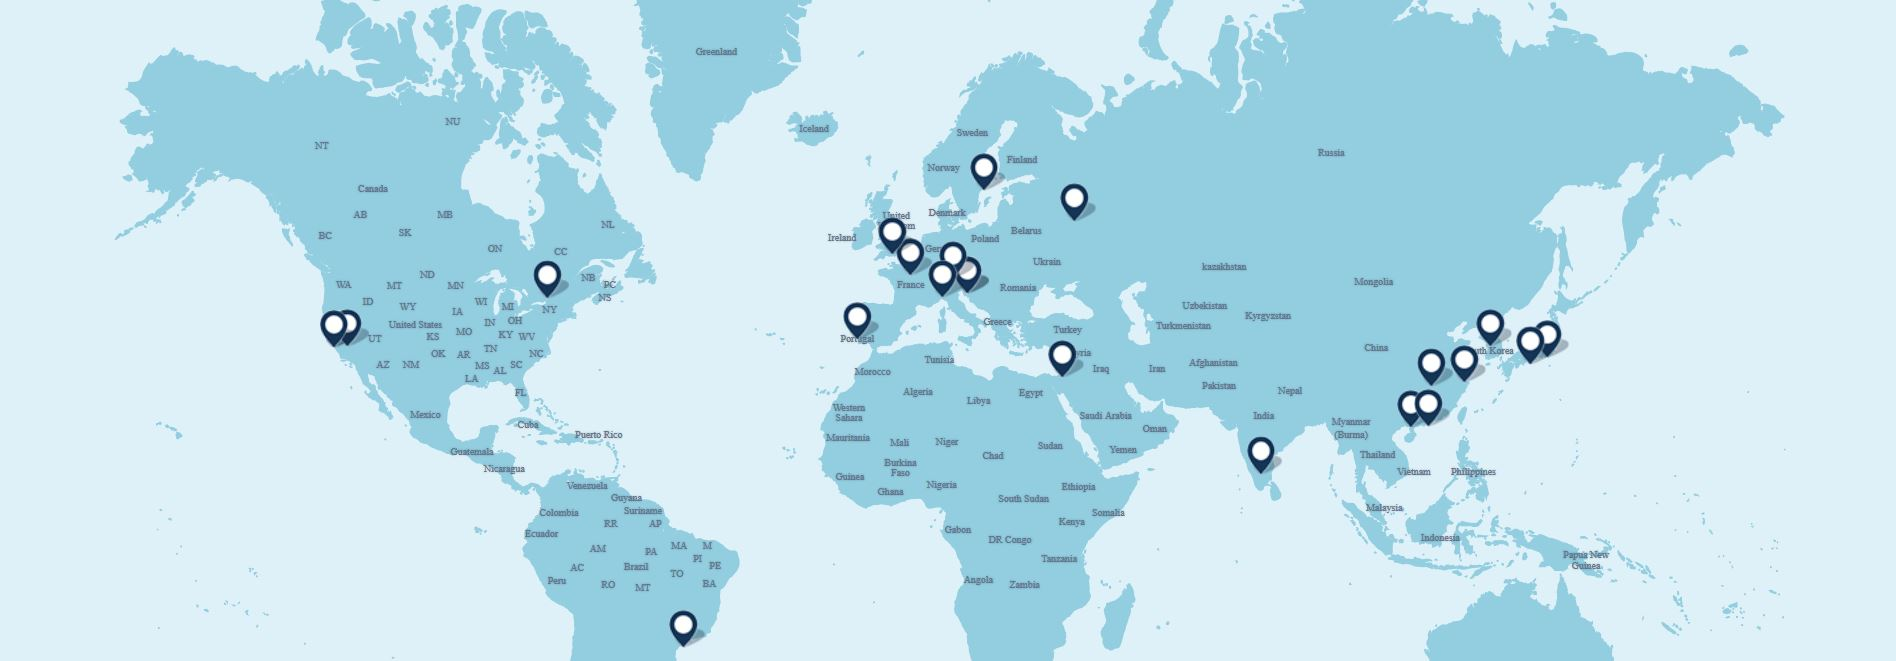 Greenland
NU
Iceland
Sweden
NT
Russia
Finland
Norway
Canada
AB
MB
United
Denmark
NL
SK
Belarus
BC
Ireland
Poland
ON
CC
Ukrain
kazakhstan
ND
NB
Mongolia
WA
MT
MN
PC
France
Romania
NS
ID
WY
WI
MI
Uzbekistan
IA
NY
Kyrgyzstan
OH
IN
Greece
United States
Turkmenistan
MO
Turkey
KS
KY
WV
UT
Portugal
TN
China
OK
AR
NC
Tunisia
AZ
NM
MS
SC
Afghanistan
AL
Iraq
Iran
Morocco
LA
Pakistan
Nepal
FL
Algeria
Egypt
Libya
Western
Sahara
Mexico
Saudi Arabia
India
Myanmar
(Burma)
Cuba
Oman
Puerto Rico
Mauritania
Mali
Niger
Sudan
Guatemala
Yemen
Chad
Thailand
Burkina
Faso
Nicaragua
Vietnam
Philippines
Guinea
Venezuela
Nigeria
Ethiopia
Ghana
Guyana
South Sudan
Malaysia
Colombia
Suriname
Somalia
RR
AP
Kenya
Gabon
Ecuador
DR Congo
Indonesia
MA
M
AM
PA
Papua New
Guinea
PI
Tanzania
AC
Brazil
PE
TO
Peru
RO
MT
BA
Angola
Zambia